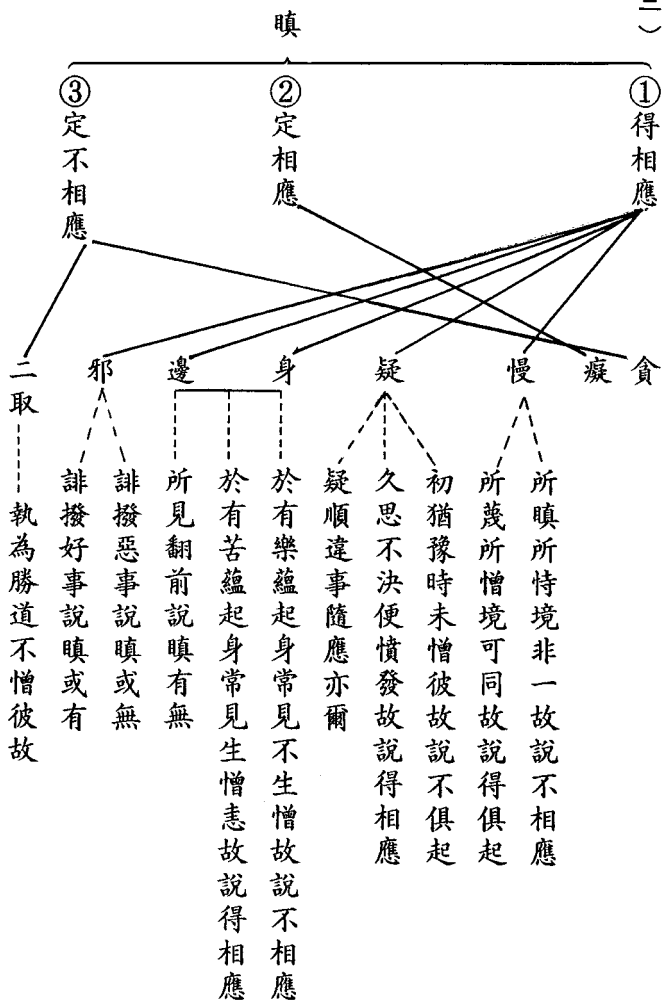 二）
瞋
①得相應
②定相應
③定不相應
貪
癡
慢
疑
身
邊
邪
二取
所瞋所恃境非一故說不相應
所蔑所憎境可同故說得俱起
初猶豫時未憎彼故說不俱起
久思不決便憤發故說得相應
疑順違事隨應亦爾
於有樂蘊起身常見不生憎故說不相應
於有苦蘊起身常見生憎恚故說得相應
所見翻前說瞋有無
誹撥惡事說瞋或無
誹撥好事說瞋或有
執為勝道不憎彼故